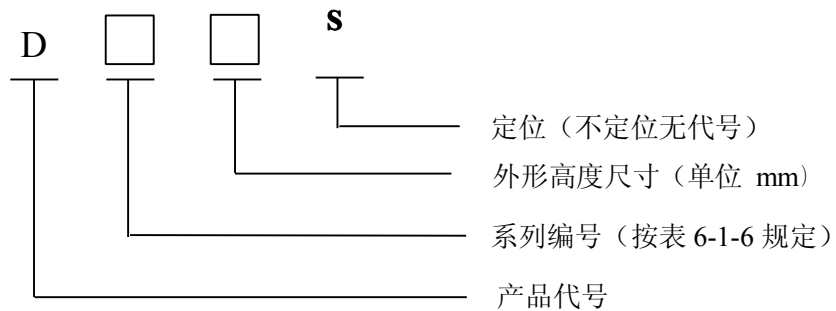 D □ □ s
定位（不定位无代号）
外形高度尺寸（单位 mm）
系列编号（按表 6-1-6 规定）
产品代号